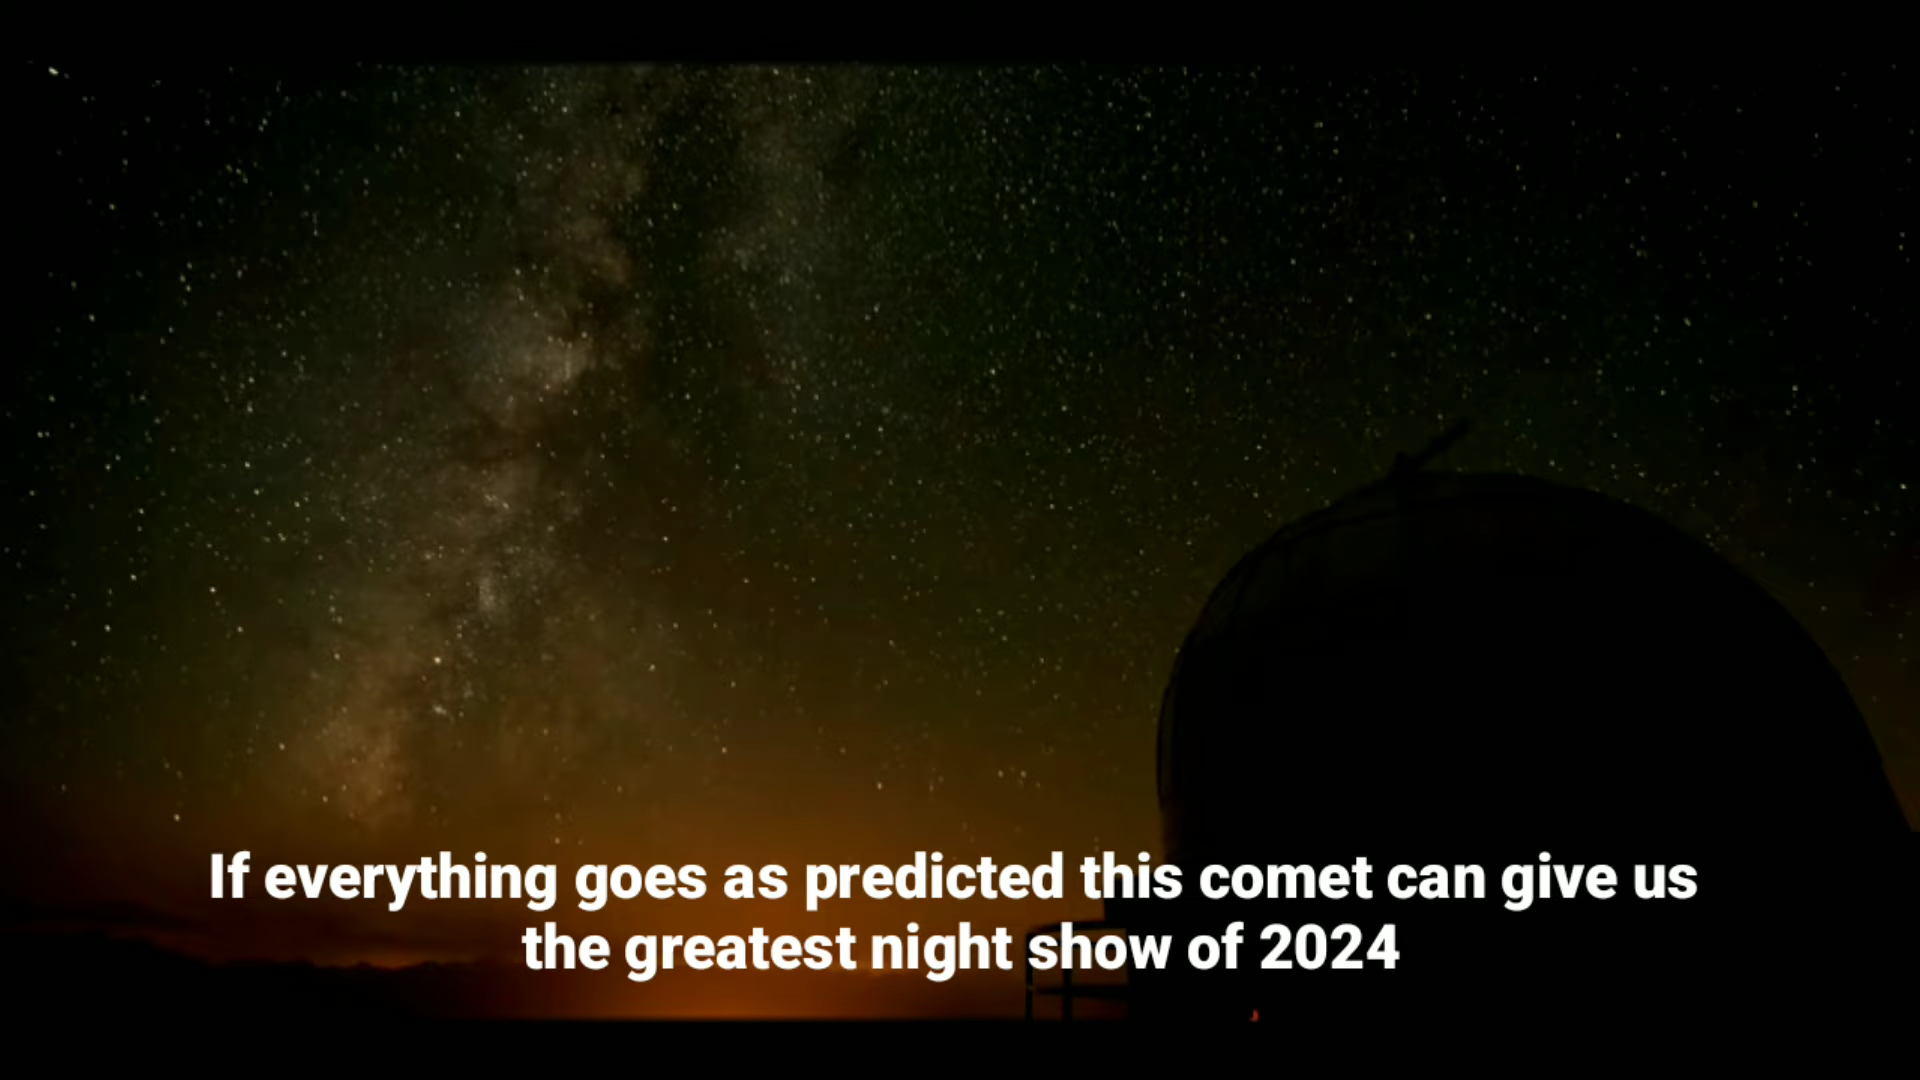 If everything goes as predicted this comet can give us
the greatest night show of 2024